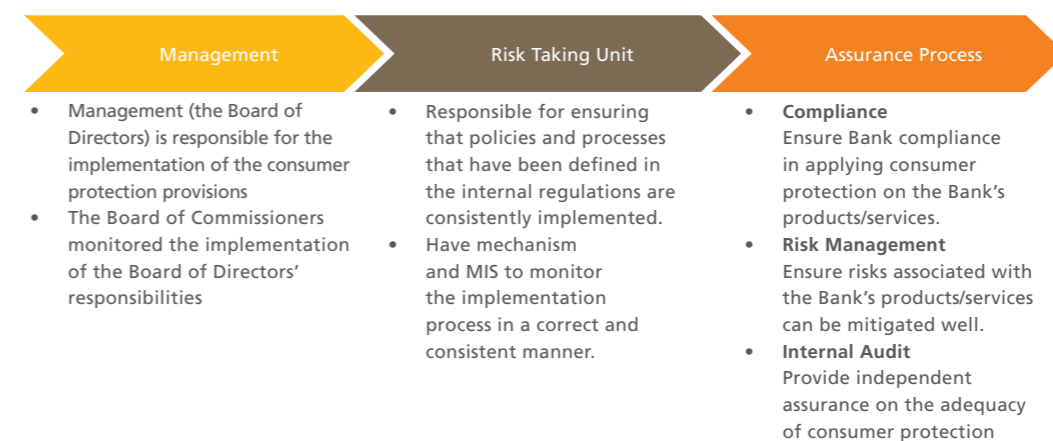 Management
• Management (the Board of
Directors) is responsible for the
implementation of the consumer
protection provisions
• The Board of Commissioners
monitored the implementation
of the Board of Directors’
responsibilities
Risk Taking Unit
• Responsible for ensuring
that policies and processes
that have been defined in
the internal regulations are
consistently implemented.
• Have mechanism
and MIS to monitor
the implementation
process in a correct and
consistent manner.
Assurance Process
• Compliance
Ensure Bank compliance
in applying consumer
protection on the Bank’s
products/services.
• Risk Management
Ensure risks associated with
the Bank’s products/services
can be mitigated well.
• Internal Audit
Provide independent
assurance on the adequacy
of consumer protection